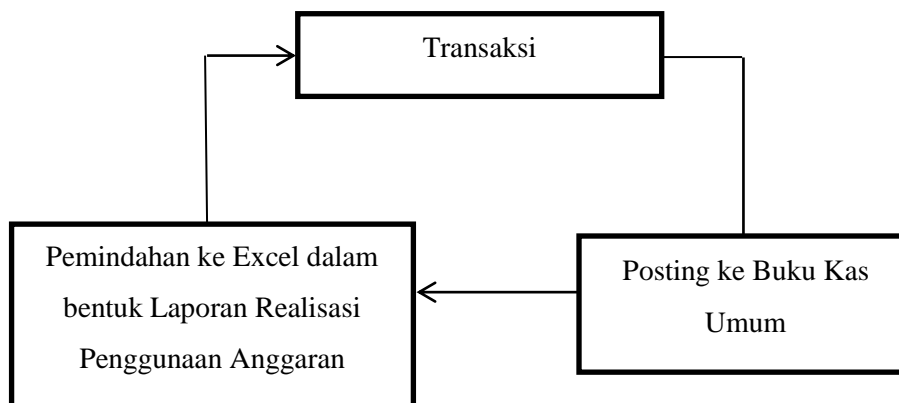 Transaksi
Pemindahan ke Excel dalam
bentuk Laporan Realisasi
Penggunaan Anggaran
Posting ke Buku Kas
Umum